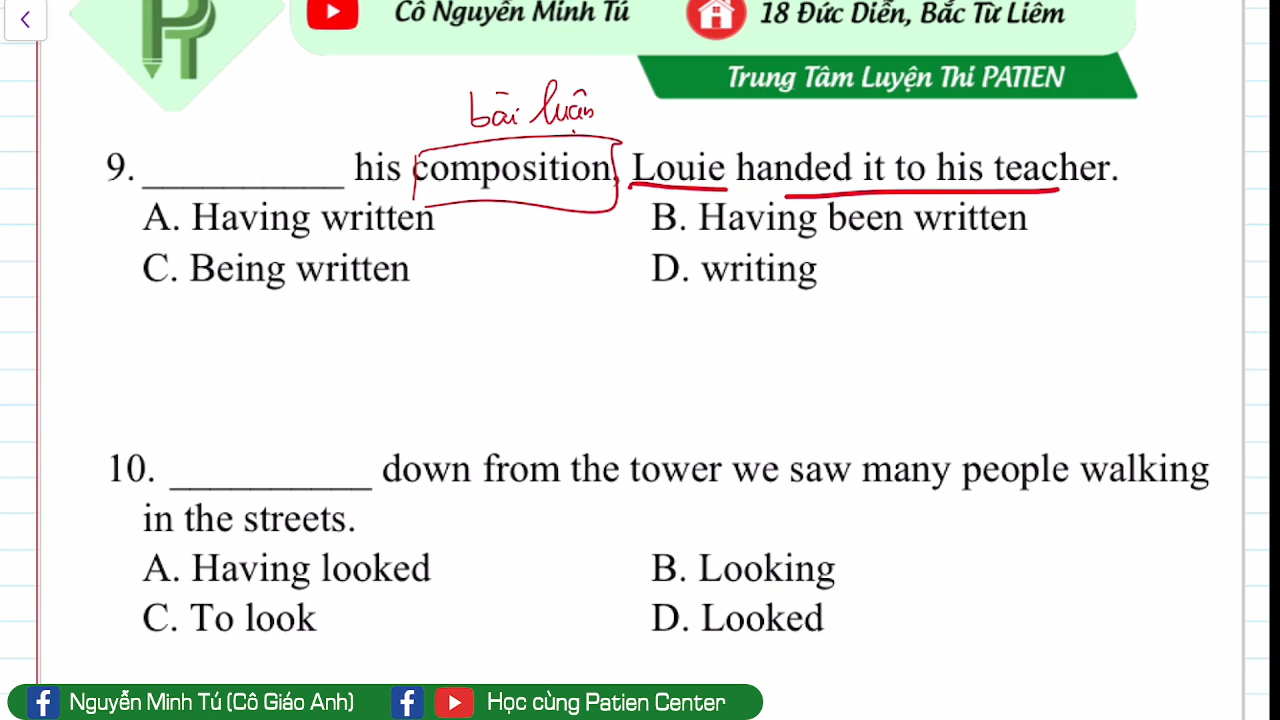 Cô Nguyễn Minh Tú
18 Đức Diễn, Bắc Từ Liêm
Trung Tâm Luyện Thi PATIEN
bài luận
9. __________ his composition, Louie handed it to his teacher.
A. Having written B. Having been written
C. Being written D. writing
10. __________ down from the tower we saw many people walking
in the streets.
A. Having looked B. Looking
C. To look D. Looked
Nguyễn Minh Tú (Cô Giáo Anh) Học cùng Patien Center